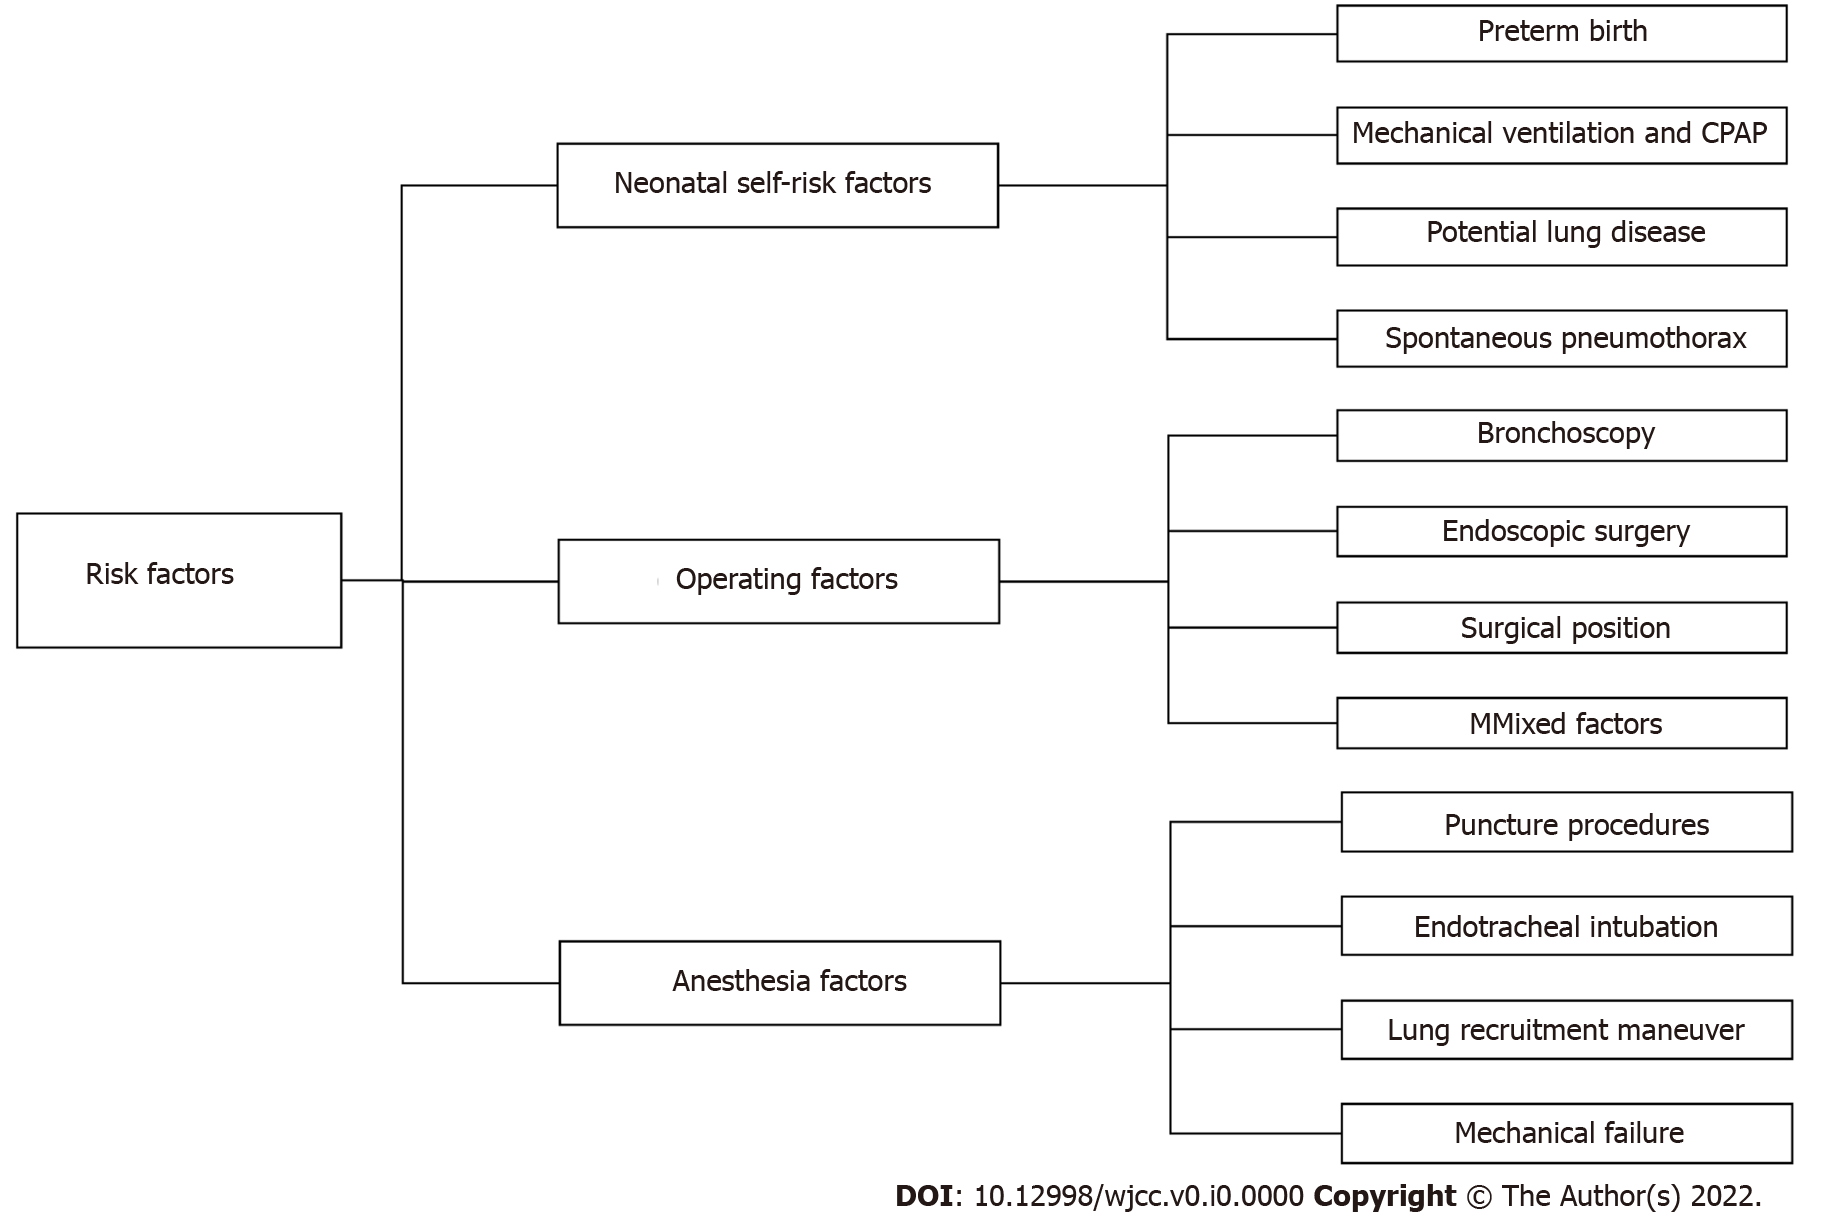 Risk factors
Neonatal self-risk factors
Preterm birth
Mechanical ventilation and CPAP
Potential lung disease
Spontaneous pneumothorax
Operating factors
Bronchoscopy
Endoscopic surgery
Surgical position
MMixed factors
Anesthesia factors
Puncture procedures
Endotracheal intubation
Lung recruitment maneuver
Mechanical failure
DOI: 10.12998/wjcc.v0.i0.0000 Copyright © The Author(s) 2022.